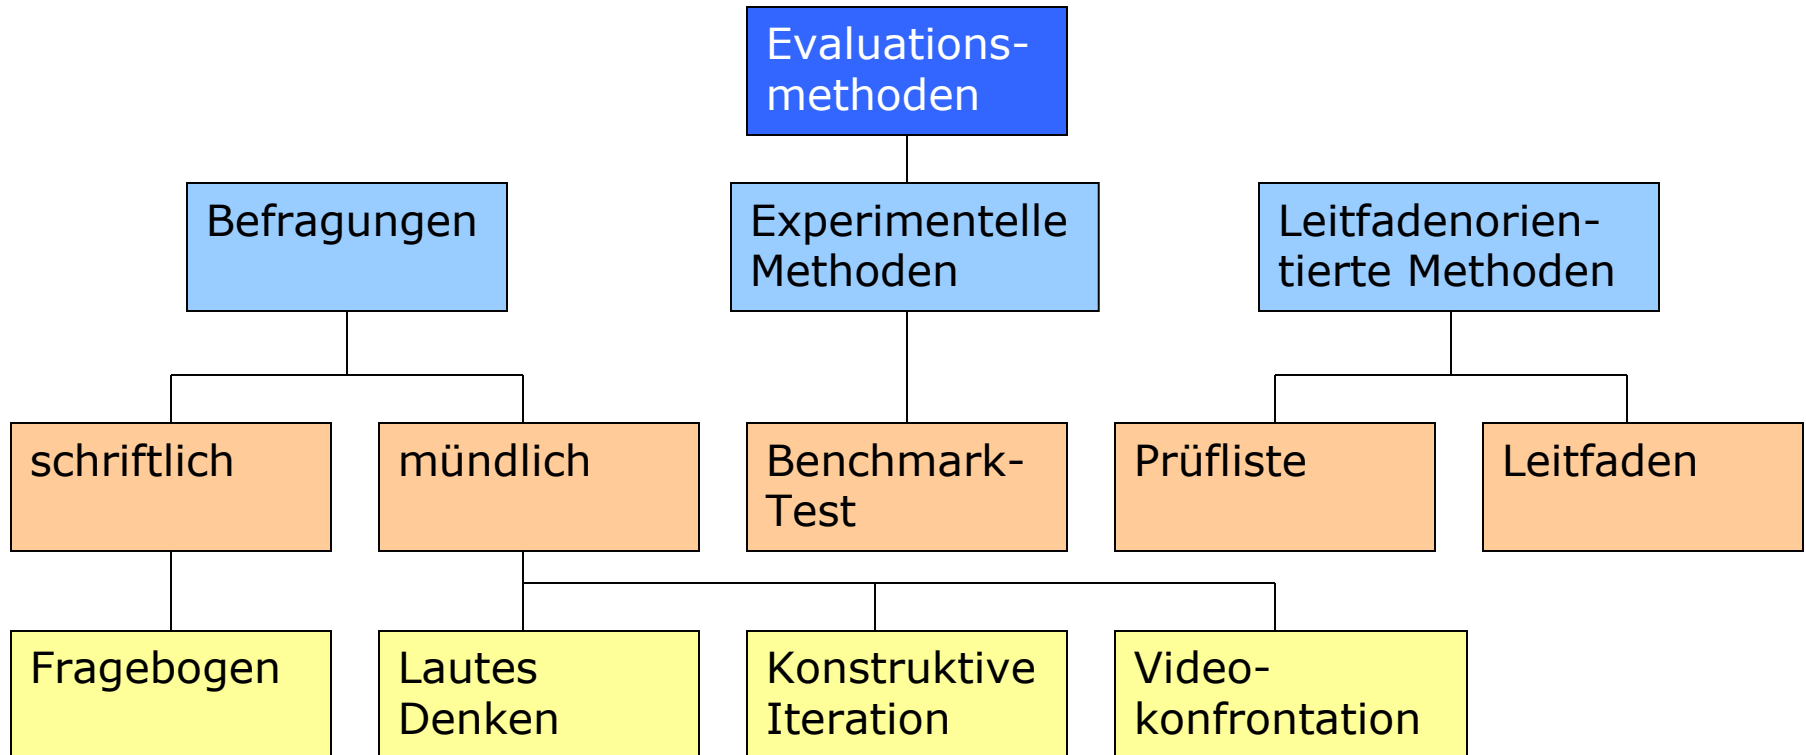 Evaluations-
methoden
Befragungen
Experimentelle
Methoden
Leitfadenorien-
tierte Methoden
schriftlich
mündlich
Benchmark-
Test
Prüfliste
Leitfaden
Fragebogen
Lautes
Denken
Konstruktive
Iteration
Video-
konfrontation